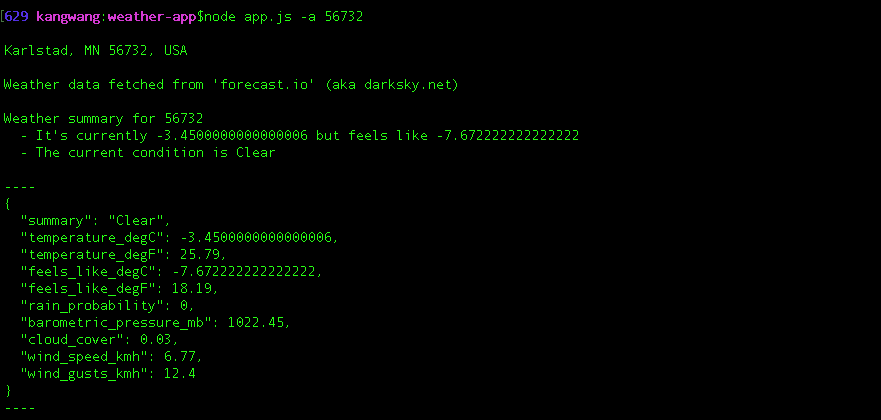 [629 kangwang:weather-app$node app.js -a 56732
Karlstad, MN 56732, USA
Weather data fetched from 'forecast.io' (aka darksky.net)
Weather summary for 56732
- It's currently -3.4500000000000006 but feels like -7.672222222222222
- The current condition is Clear
----
{
"summary": "Clear",
"temperature_degC": -3.4500000000000006,
"temperature_degF": 25.79,
"feels_like_degC": -7.672222222222222,
"feels_like_degF": 18.19,
"rain_probability": 0,
"barometric_pressure_mb": 1022.45,
"cloud_cover": 0.03,
"wind_speed_kmh": 6.77,
"wind_gusts_kmh": 12.4
}
----